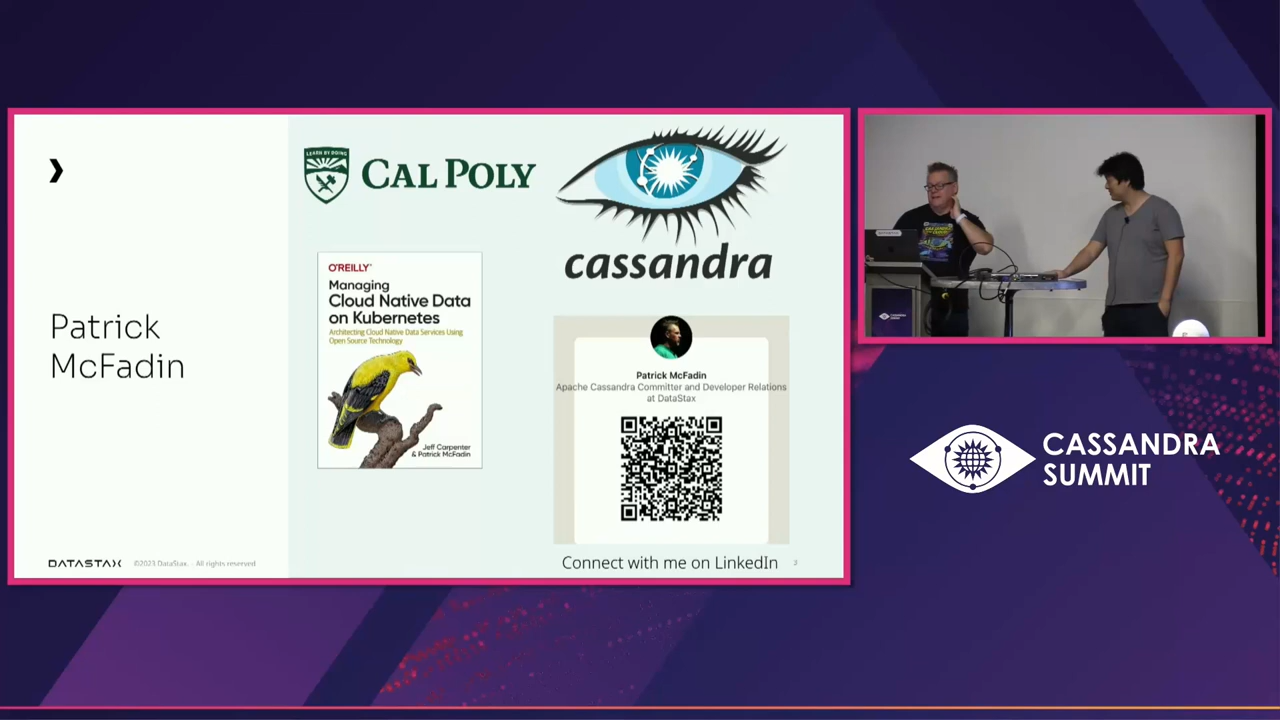 Patrick
McFadin
DATASTAX
©2023 DataStax. - All rights reserved
LEARN BY DOING
CAL POLY
cassandra
O'REILLY
Managing
Cloud Native Data
on Kubernetes
Architecting Cloud Native Data Services Using
Open Source Technology
Jeff Carpenter
& Patrick McFadin
Patrick McFadin
Apache Cassandra Committer and Developer Relations
at DataStax
Connect with me on LinkedIn
3
CASSANDRA
SUMMIT